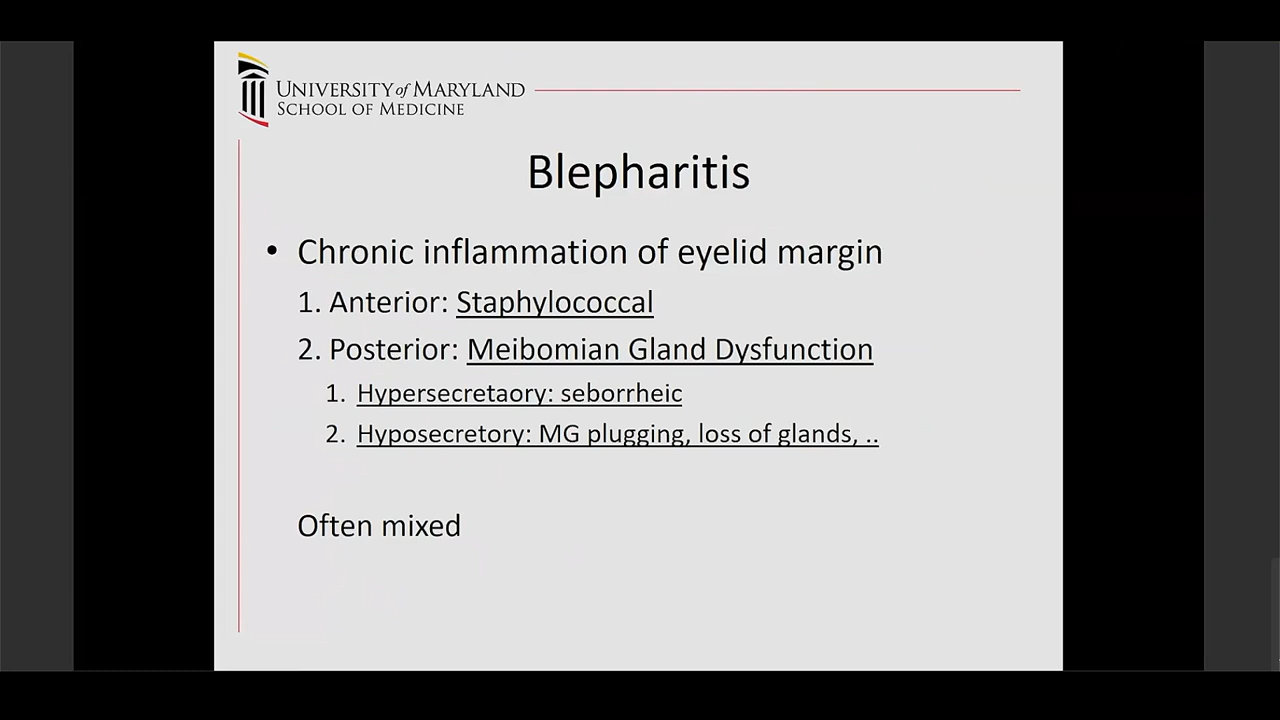 UNIVERSITY of MARYLAND
SCHOOL OF MEDICINE
Blepharitis
• Chronic inflammation of eyelid margin
1. Anterior: Staphylococcal
2. Posterior: Meibomian Gland Dysfunction
1. Hypersecretaory: seborrheic
2. Hyposecretory: MG plugging, loss of glands, ..
Often mixed